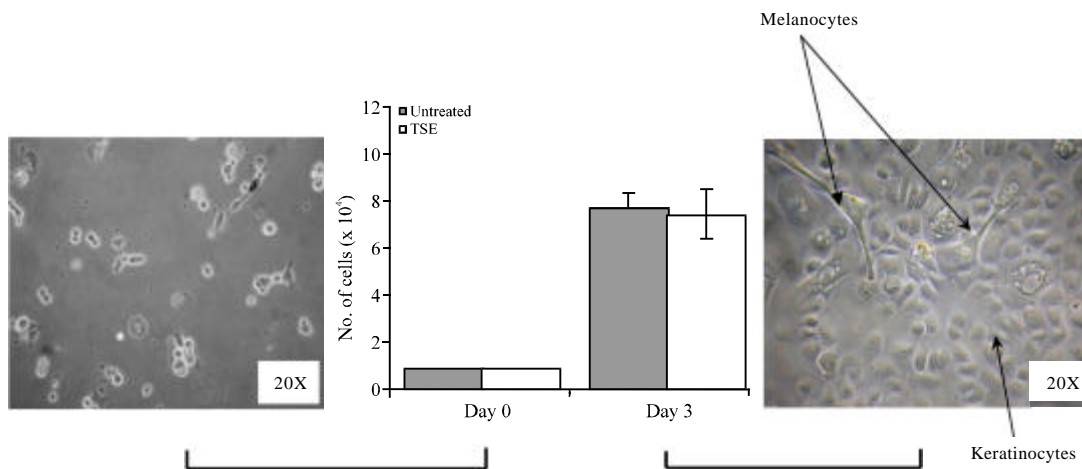 Melanocytes
12
10
8
6
4
2
0
No. of cells (x 10⁴)
Untreated
TSE
Day 0
Day 3
20X
20X
Keratinocytes